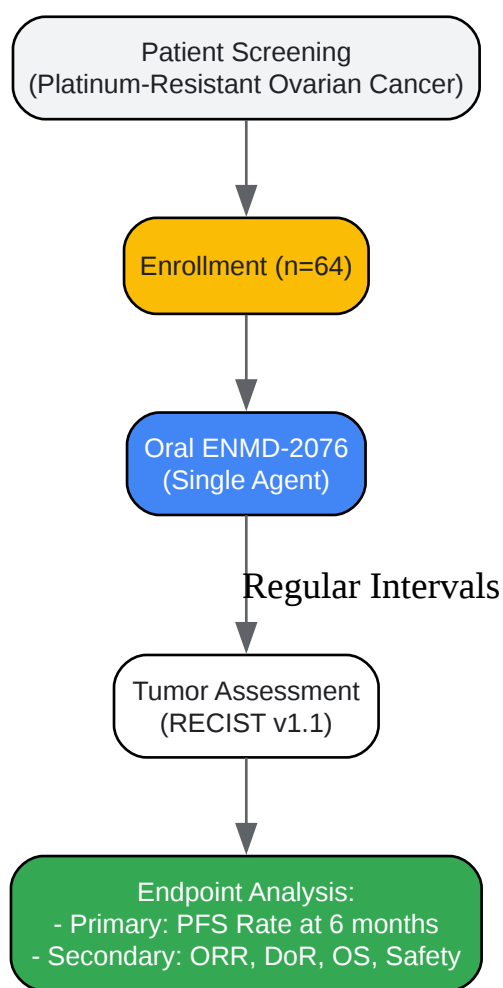 Patient Screening
(Platinum-Resistant Ovarian Cancer)
Enrollment (n=64)
Oral ENMD-2076
(Single Agent)
Regular Intervals
Tumor Assessment
(RECIST v1.1)
Endpoint Analysis:
- Primary: PFS Rate at 6 months
- Secondary: ORR, DoR, OS, Safety